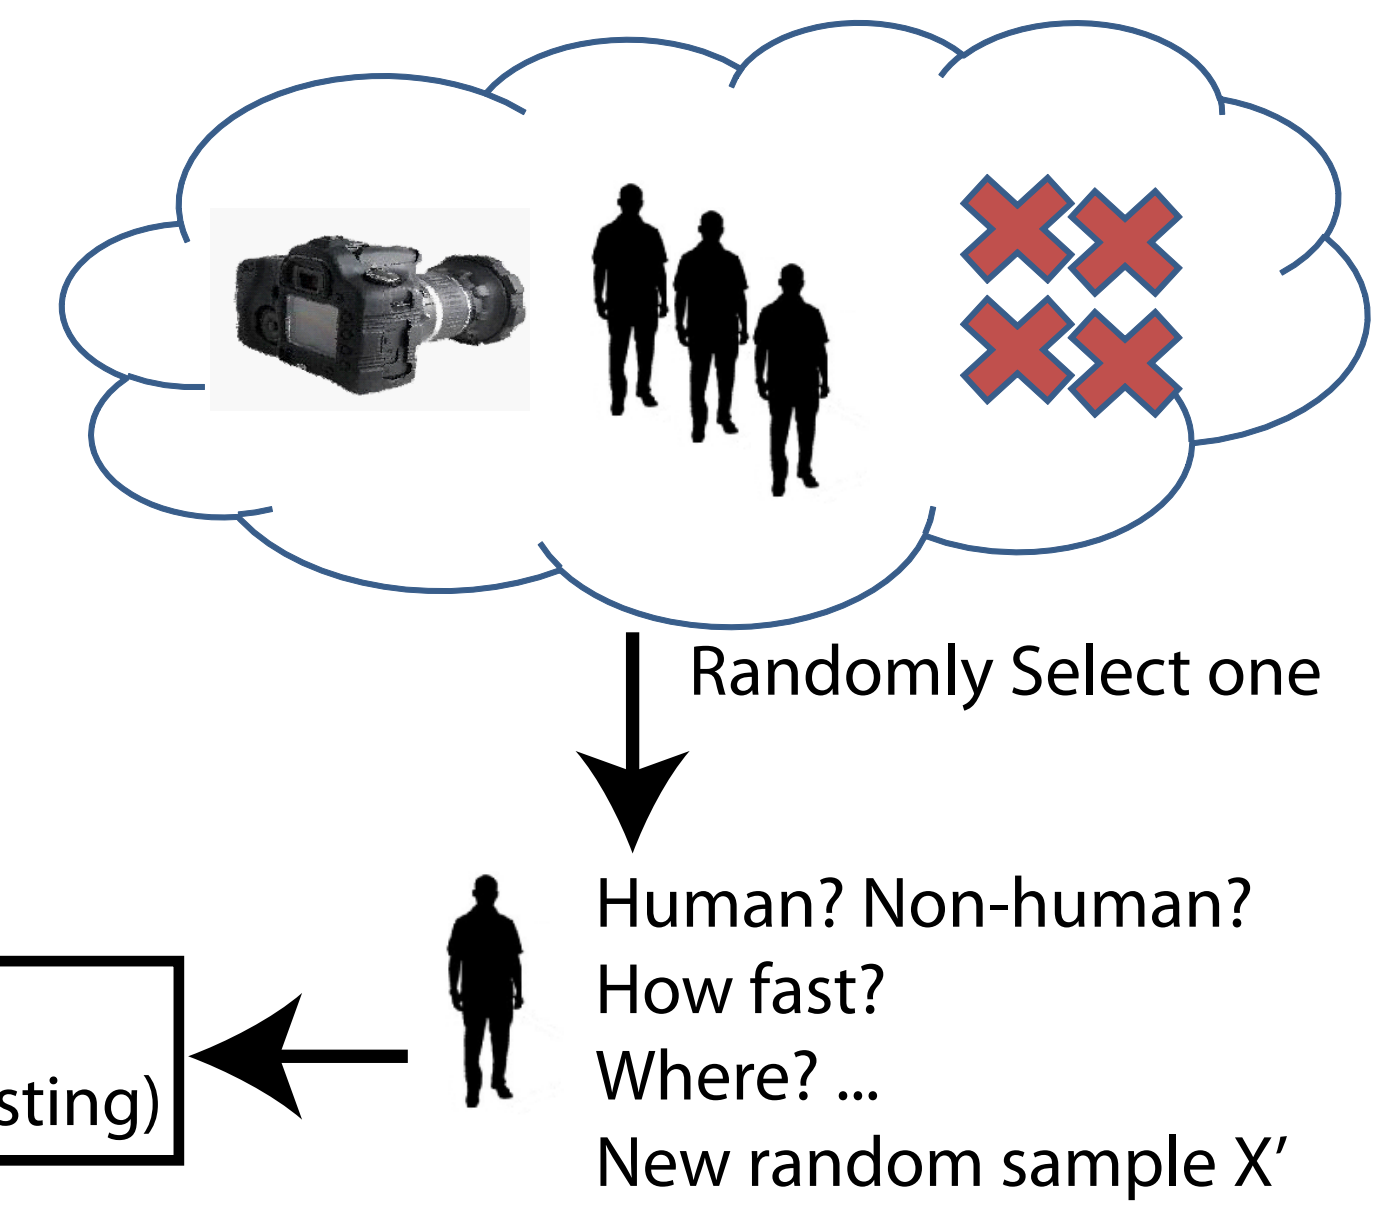 Randomly Select one
Human? Non-human?
How fast?
Where? ...
sting)
New random sample X’